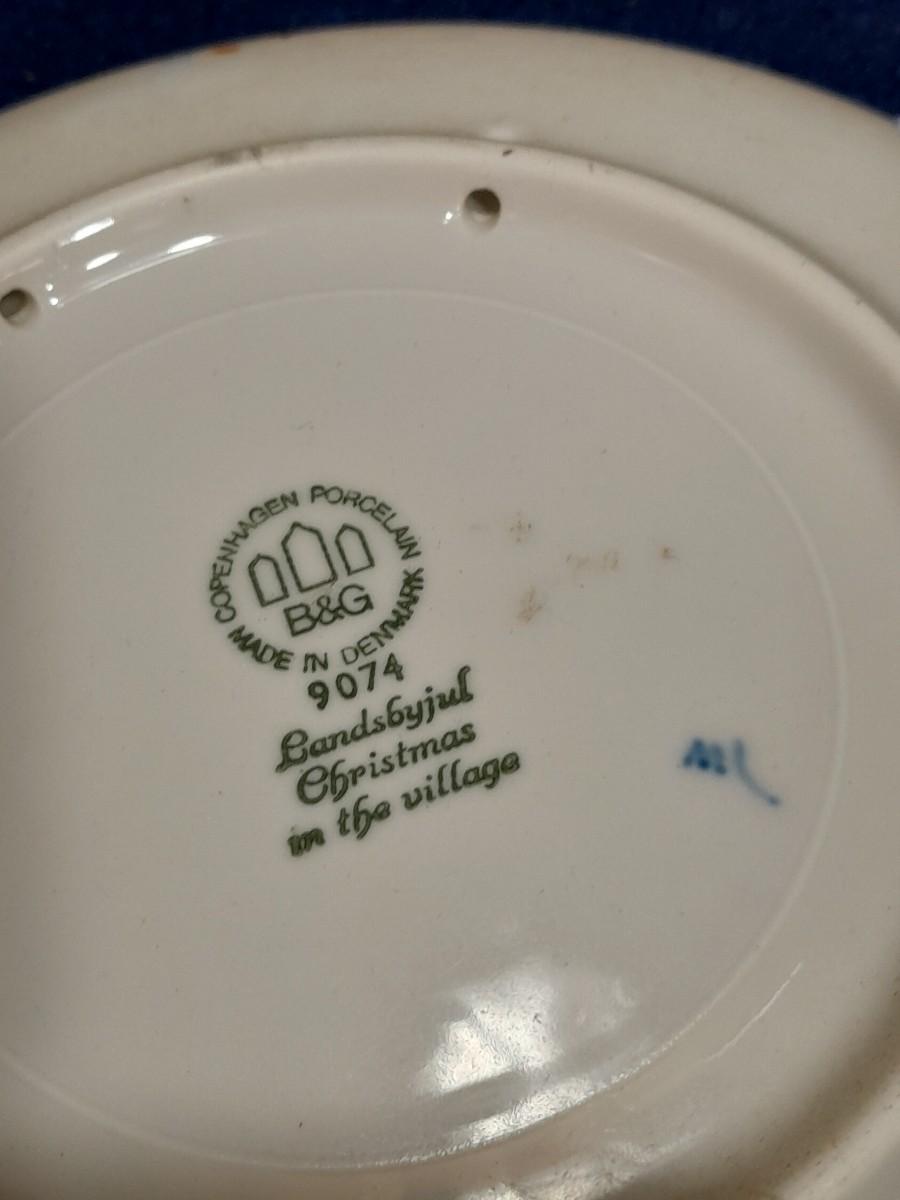 COPENHAGEN PORCELAIN
B&G
MADE IN DENMARK
9074
Landsbyjul
Christmas
in the village